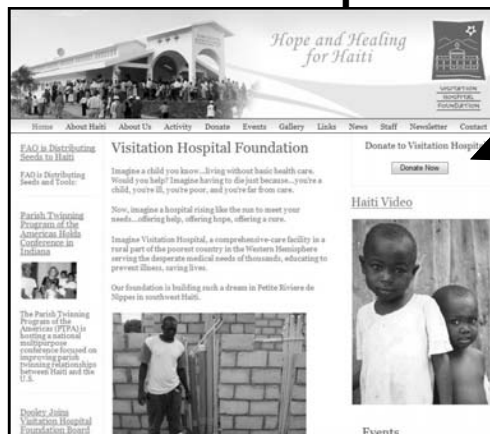 Hope and Healing
for Haiti
VISITATION
HOSPITAL
FOUNDATION
Home About Haiti About Us Activity Donate Events Gallery Links News Staff Newsletter Contact
FAO is Distributing
Seeds to Haiti
FAO is Distributing
Seeds and Tools:
Parish Twinning
Program of the
Americas Holds
Conference in
Indiana
The Parish Twinning
Program of the
Americas (PTPA) is
hosting a national
multipurpose
conference focused on
improving parish
twinning relationships
between Haiti and the
U.S.
Dooley Joins
Visitation Hospital
Foundation Board
Visitation Hospital Foundation
Imagine a child you know...living without basic health care.
Would you help? Imagine having to die just because...you're a
child, you're ill, you're poor, and you're far from care.
Now, imagine a hospital rising like the sun to meet your
needs...offering help, offering hope, offering a cure.
Imagine Visitation Hospital, a comprehensive-care facility in a
rural part of the poorest country in the Western Hemisphere
serving the desperate medical needs of thousands, educating to
prevent illness, saving lives.
Our foundation is building such a dream in Petite Riviere de
Nippes in southwest Haiti.
Donate to Visitation Hospital
Donate Now
Haiti Video
Events